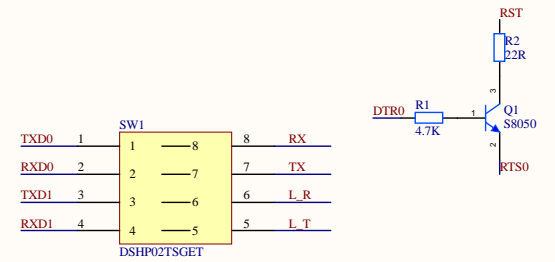 RST
R2
22R
3
DTR0 R1 1 Q1
4.7K S8050
2
RTS0
SW1
TXD0 1 1 8 8 RX
RXD0 2 2 7 7 TX
TXD1 3 3 6 6 L_R
RXD1 4 4 5 5 L_T
DSHP02TSGET